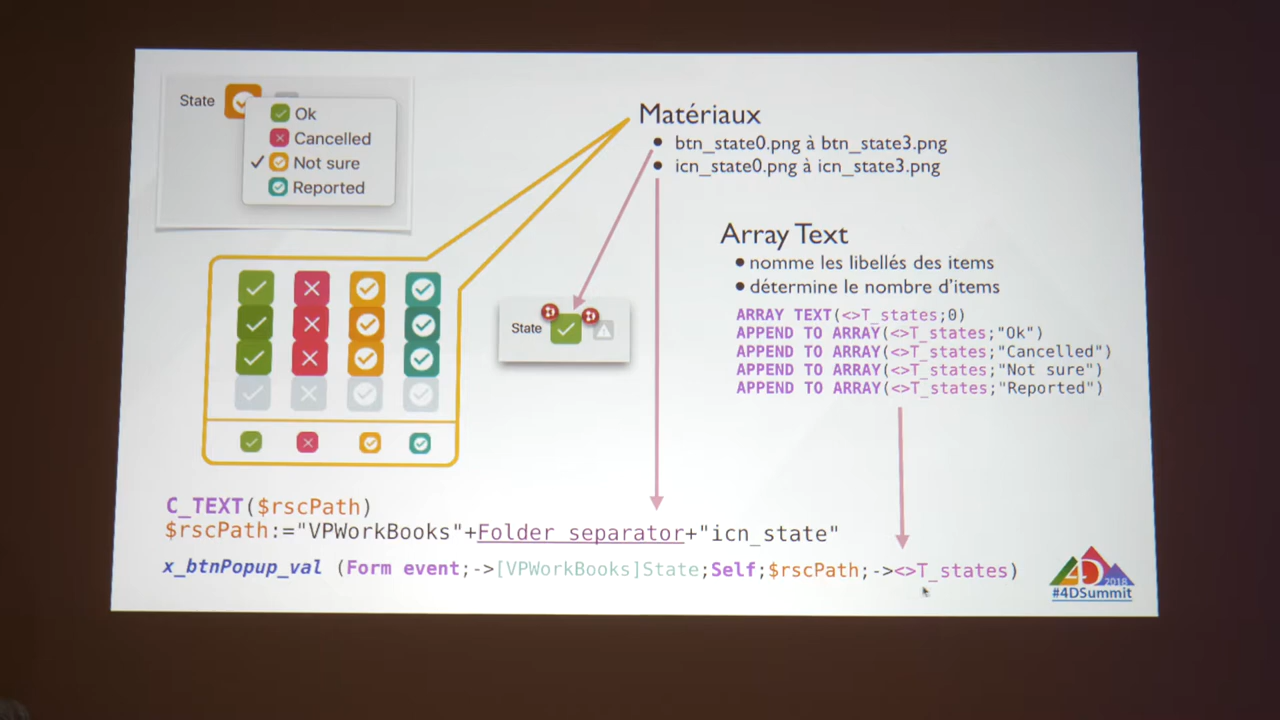 State
Ok
Cancelled
Not sure
Reported
Matériaux
btn_state0.png à btn_state3.png
icn_state0.png à icn_state3.png
Array Text
nomme les libellés des items
détermine le nombre d'items
ARRAY TEXT(<>T_states;0)
APPEND TO ARRAY(<>T_states;"Ok")
APPEND TO ARRAY(<>T_states;"Cancelled")
APPEND TO ARRAY(<>T_states;"Not sure")
APPEND TO ARRAY(<>T_states;"Reported")
State
C_TEXT($rscPath)
$rscPath:="VPWorkBooks"+Folder separator+"icn_state"
x_btnPopup_val (Form event;->[VPWorkBooks]State;Self;$rscPath;-><>T_states)
4D
2018
#4DSummit